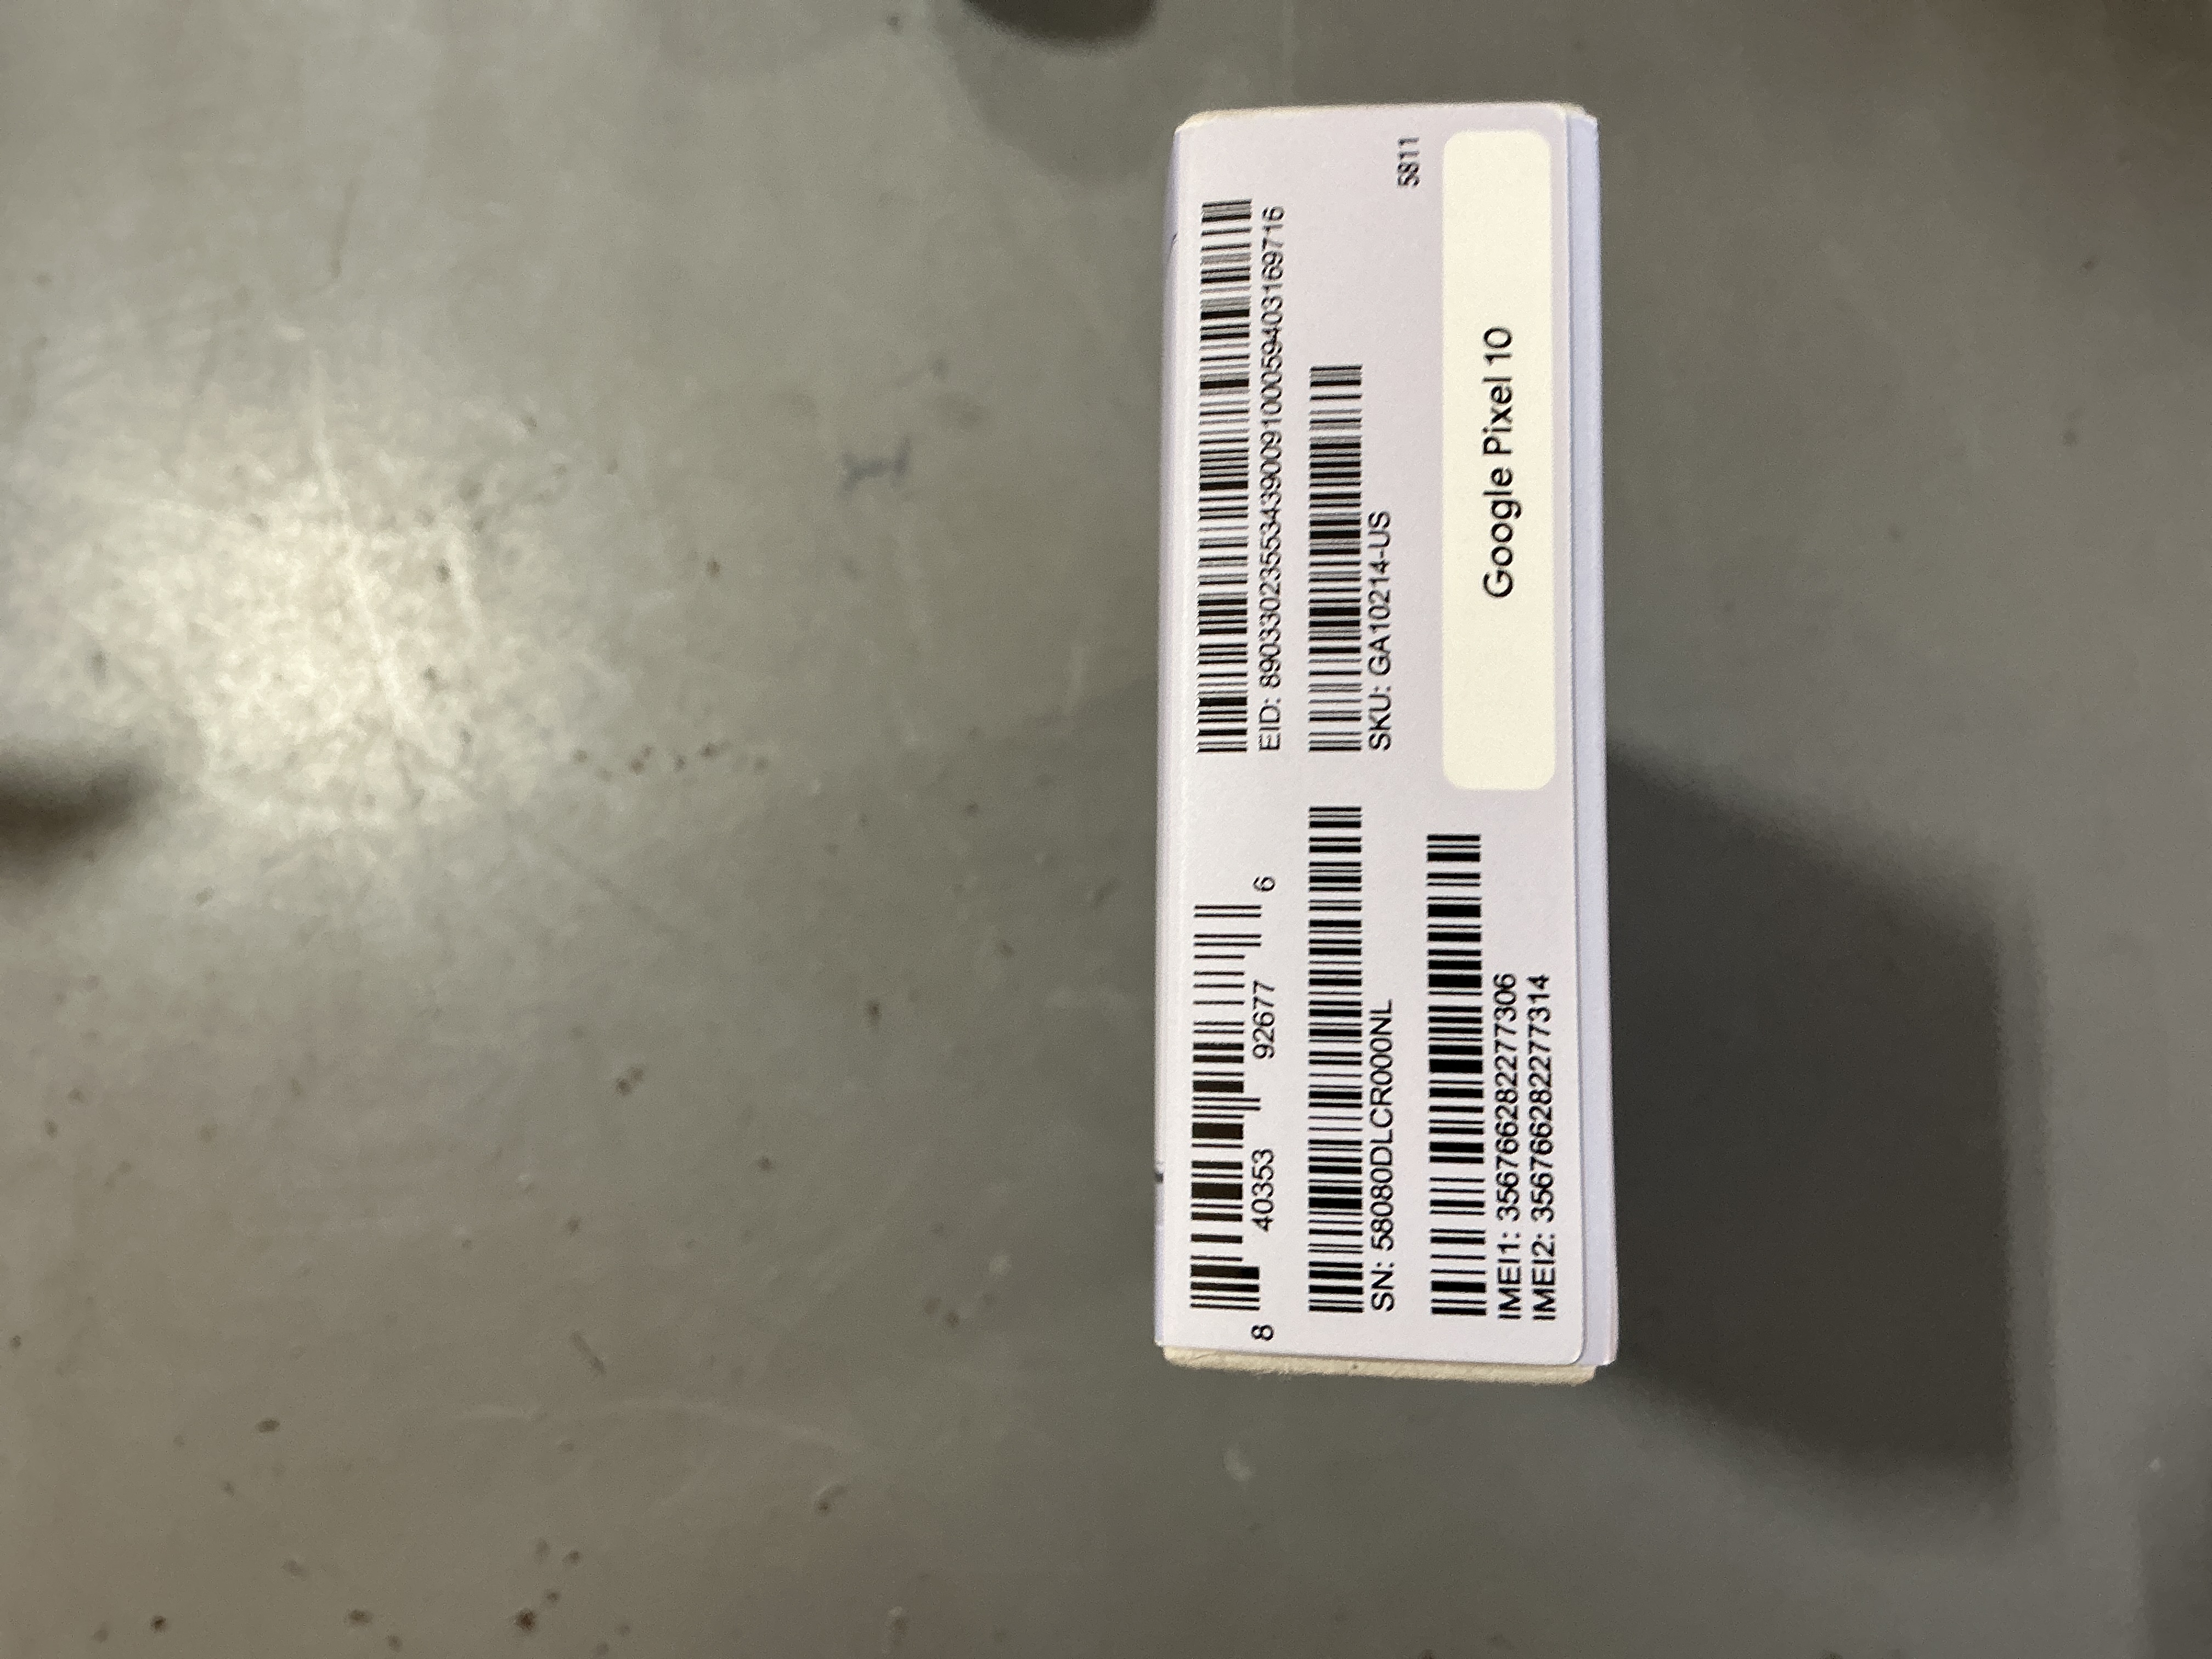 8 40353 92677 6
EID: 89033023553439009100059403169716
SN: 58080DLCR000NL
SKU: GA10214-US
5811
IMEI1: 356766282277306
IMEI2: 356766282277314
Google Pixel 10